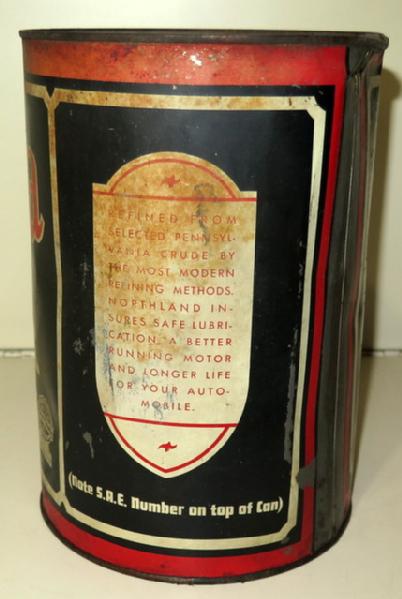 a
REFINED FROM
SELECTED PENNSYL-
VANIA CRUDE BY
THE MOST MODERN
REFINING METHODS.
NORTHLAND IN-
SURES SAFE LUBRI-
CATION, A BETTER
RUNNING MOTOR
AND LONGER LIFE
FOR YOUR AUTO-
MOBILE.
(Note S.A.E. Number on top of Can)